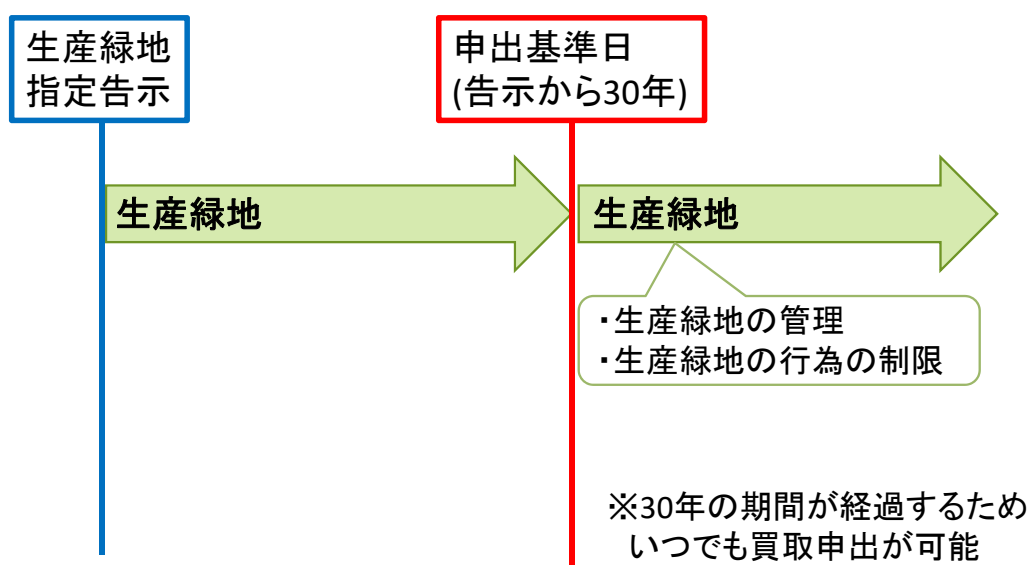 生産緑地
指定告示
申出基準日
(告示から30年)
生産緑地
生産緑地
・生産緑地の管理
・生産緑地の行為の制限
※30年の期間が経過するため
いつでも買取申出が可能